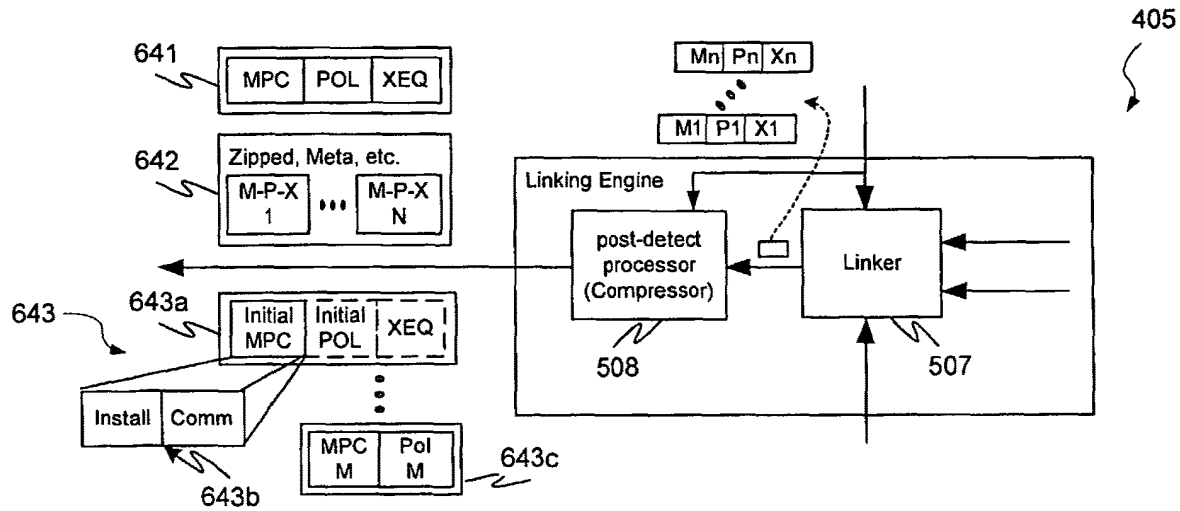 405
641
MPC POL XEQ
Mn Pn Xn
M1 P1 X1
642
Zipped, Meta, etc.
M-P-X
1
M-P-X
N
Linking Engine
post-detect
processor
(Compressor)
Linker
508
507
643
643a
Initial
MPC
Initial
POL
XEQ
Install Comm
643b
MPC
M
Pol
M
643c